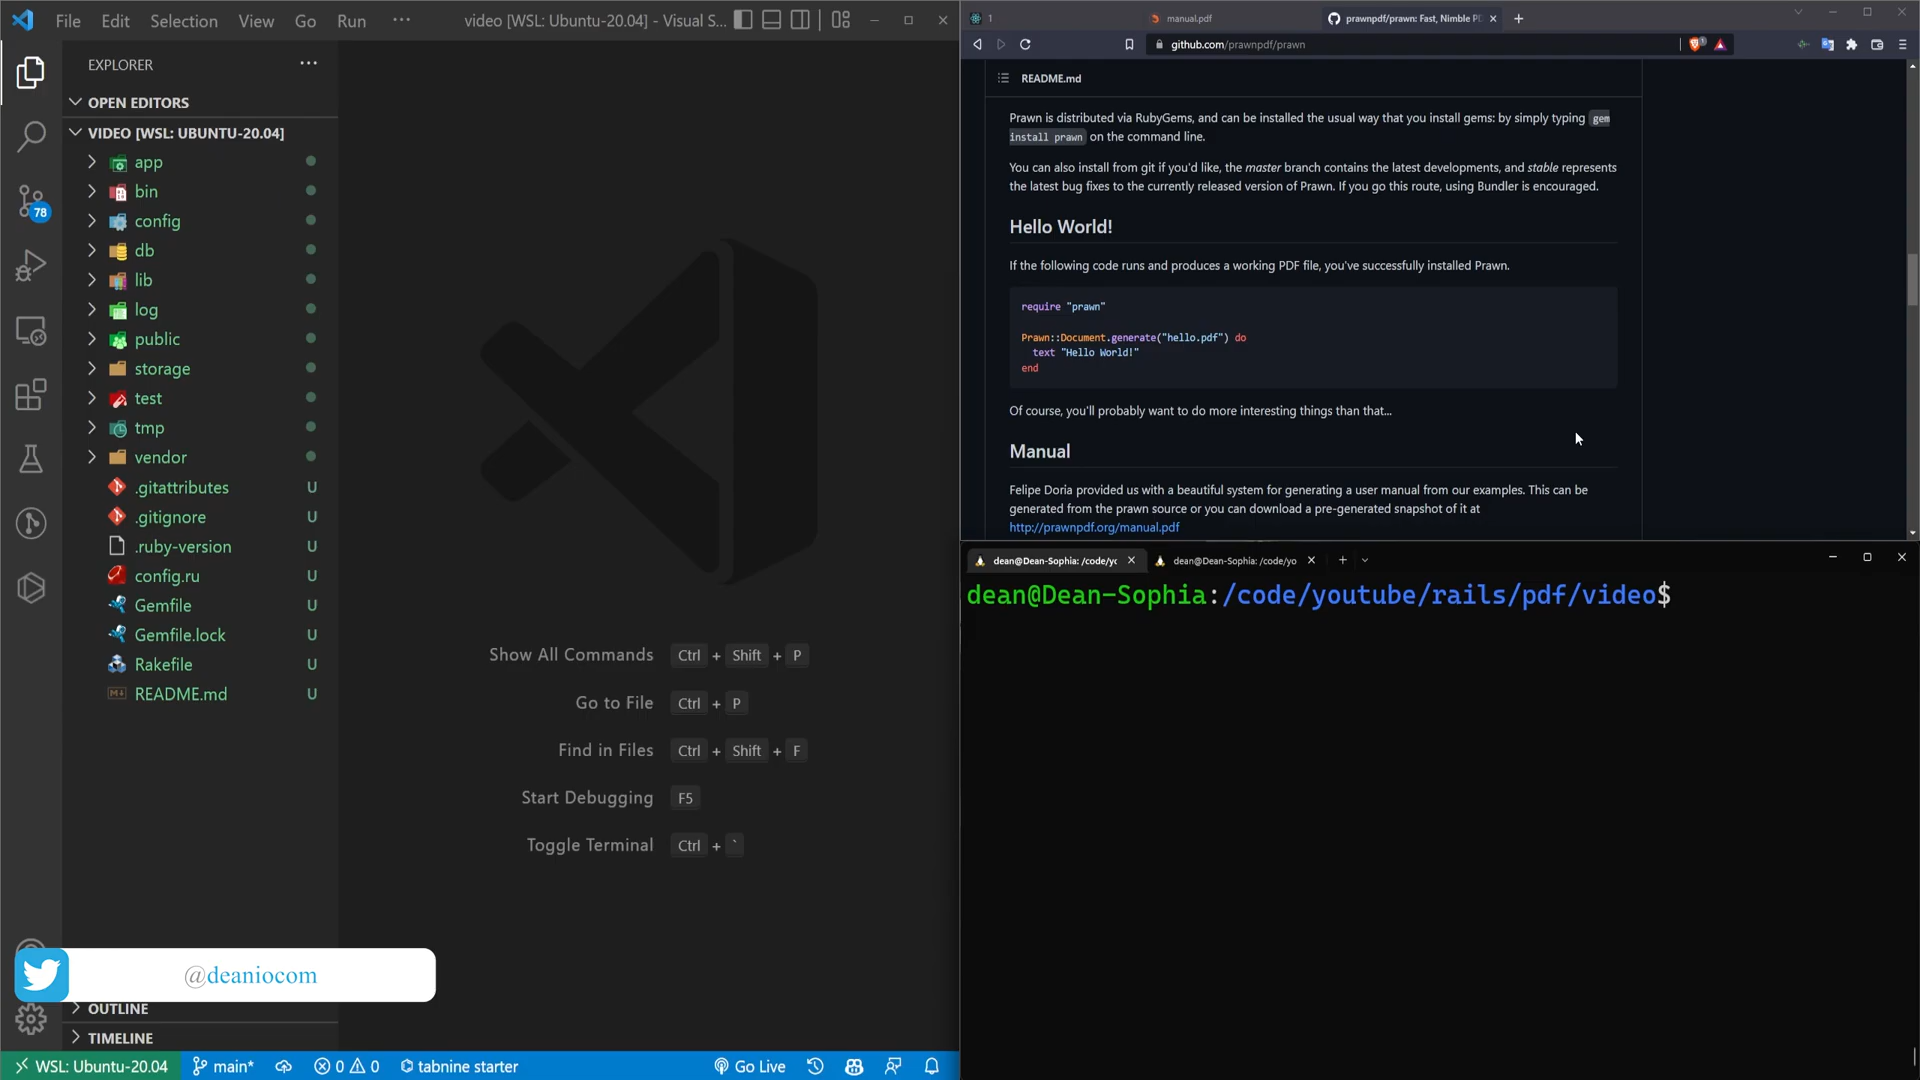 File Edit Selection View Go Run ···
video [WSL: Ubuntu-20.04] - Visual S...
EXPLORER
OPEN EDITORS
VIDEO [WSL: UBUNTU-20.04]
app
bin
config
db
lib
log
public
storage
test
tmp
vendor
.gitattributes U
.gitignore U
.ruby-version U
config.ru U
Gemfile U
Gemfile.lock U
Rakefile U
README.md U
78
OUTLINE
TIMELINE
@deaniocom
Show All Commands Ctrl + Shift + P
Go to File Ctrl + P
Find in Files Ctrl + Shift + F
Start Debugging F5
Toggle Terminal Ctrl + `
WSL: Ubuntu-20.04 main* 0 0 tabnine starter Go Live
1 manual.pdf prawnpdf/prawn: Fast, Nimble P
github.com/prawnpdf/prawn
README.md
Prawn is distributed via RubyGems, and can be installed the usual way that you install gems: by simply typing gem
install prawn on the command line.
You can also install from git if you'd like, the master branch contains the latest developments, and stable represents
the latest bug fixes to the currently released version of Prawn. If you go this route, using Bundler is encouraged.
Hello World!
If the following code runs and produces a working PDF file, you've successfully installed Prawn.
require "prawn"
Prawn::Document.generate("hello.pdf") do
text "Hello World!"
end
Of course, you'll probably want to do more interesting things than that...
Manual
Felipe Doria provided us with a beautiful system for generating a user manual from our examples. This can be
generated from the prawn source or you can download a pre-generated snapshot of it at
http://prawnpdf.org/manual.pdf
dean@Dean-Sophia: /code/yo dean@Dean-Sophia: /code/yo
dean@Dean-Sophia:/code/youtube/rails/pdf/video$